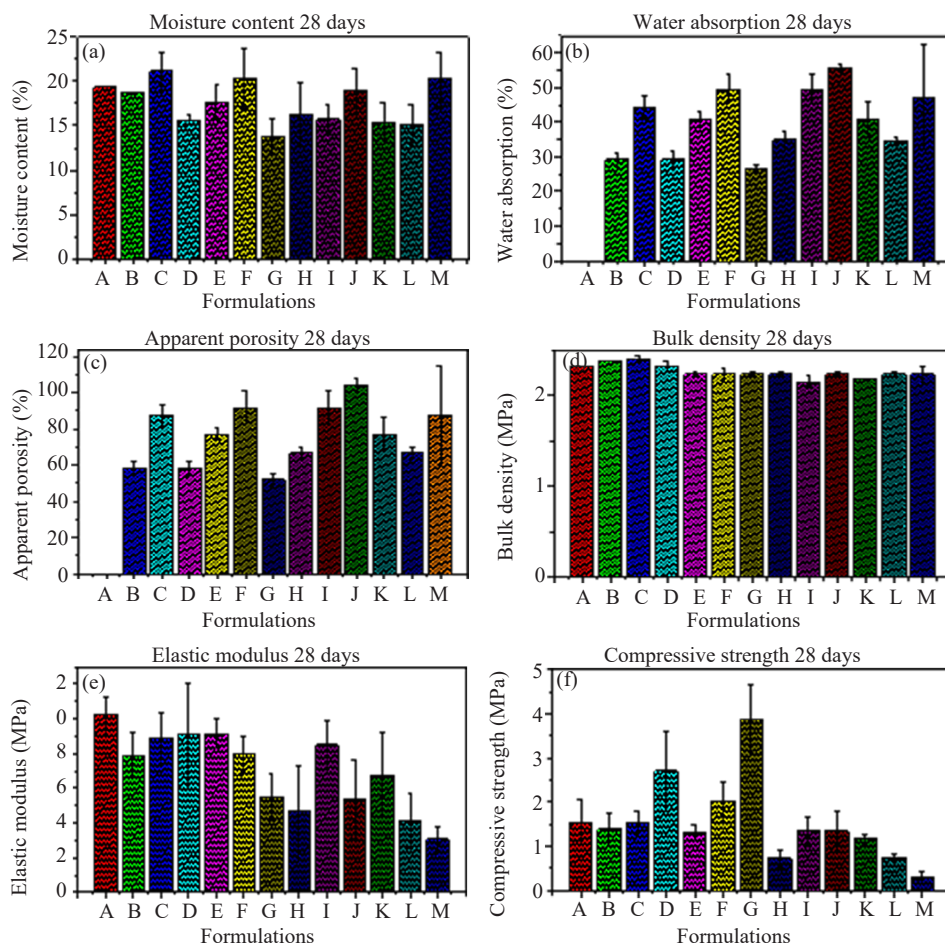 Moisture content 28 days
(a)
25
20
15
10
5
0
Moisture content (%)
A B C D E F G H I J K L M
Formulations
Water absorption 28 days
(b)
60
50
40
30
20
10
0
Water absorption (%)
A B C D E F G H I J K L M
Formulations
Apparent porosity 28 days
(c)
120
100
80
60
40
20
0
Apparent porosity (%)
A B C D E F G H I J K L M
Formulations
Bulk density 28 days
(d)
2
2
0
Bulk density (MPa)
A B C D E F G H I J K L M
Formulations
Elastic modulus 28 days
(e)
2
0
8
6
4
2
0
Elastic modulus (MPa)
A B C D E F G H I J K L M
Formulations
Compressive strength 28 days
(f)
5
4
3
2
1
0
Compressive strength (MPa)
A B C D E F G H I J K L M
Formulations